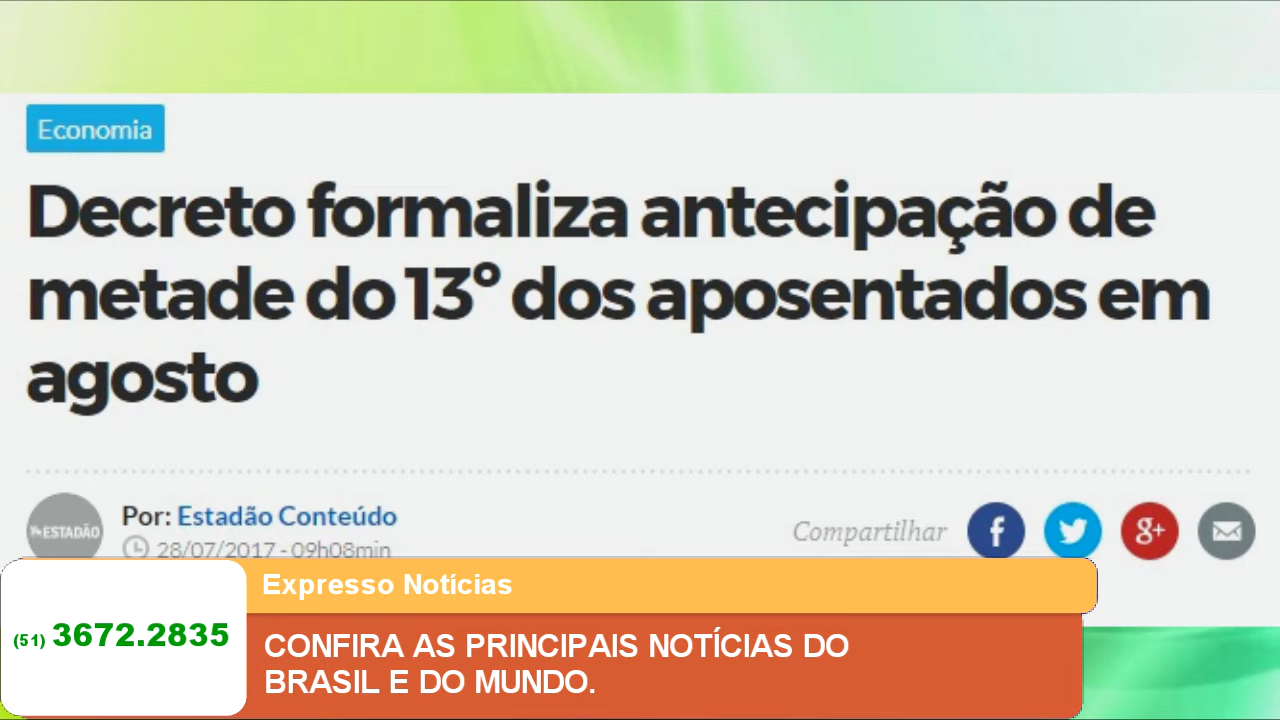 Economia
Decreto formaliza antecipação de
metade do 13º dos aposentados em
agosto
ESTADÃO
Por: Estadão Conteúdo
28/07/2017 - 09h08min
Compartilhar
f
g+
Expresso Notícias
(51) 3672.2835
CONFIRA AS PRINCIPAIS NOTÍCIAS DO
BRASIL E DO MUNDO.